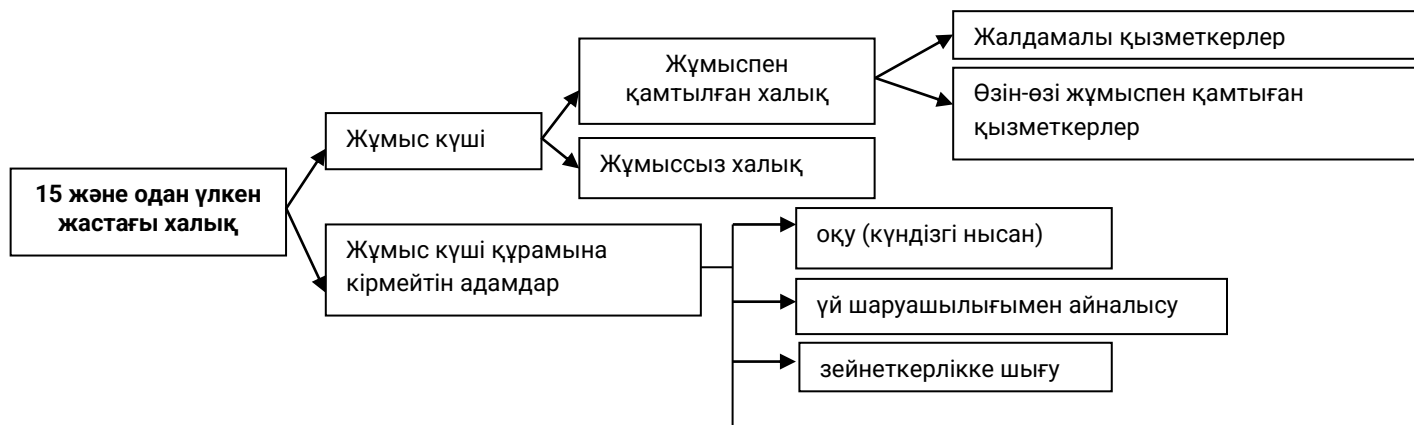 15 және одан үлкен
жастағы халық
Жұмыс күші
Жұмыспен
қамтылған халық
Жалдамалы қызметкерлер
Өзін-өзі жұмыспен қамтыған
қызметкерлер
Жұмыссыз халық
Жұмыс күші құрамына
кірмейтін адамдар
оқу (күндізгі нысан)
үй шаруашылығымен айналысу
зейнеткерлікке шығу